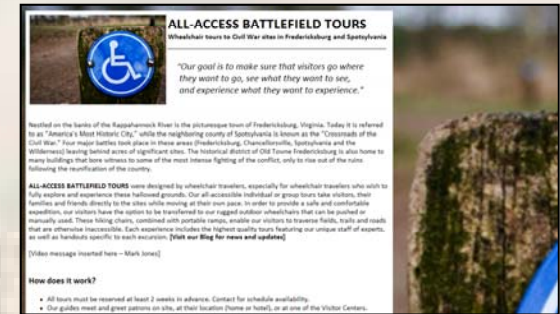 ALL-ACCESS BATTLEFIELD TOURS
Wheelchair tours to Civil War sites in Fredericksburg and Spotsylvania
"Our goal is to make sure that visitors go where
they want to go, see what they want to see,
and experience what they want to experience."
Nestled on the banks of the Rappahannock River is the picturesque town of Fredericksburg, Virginia. Today it is referred
to as "America's Most Historic City," while the neighboring county of Spotsylvania is known as the "Crossroads of the
Civil War." Four major battles took place in these areas (Fredericksburg, Chancellorsville, Spotsylvania and the
Wilderness) leaving behind acres of significant sites. The historical district of Old Towne Fredericksburg is also home to
many buildings that bore witness to some of the most intense fighting of the conflict, only to rise out of the ruins
following the reunification of the country.
ALL-ACCESS BATTLEFIELD TOURS were designed by wheelchair travelers, especially for wheelchair travelers who wish to
fully explore and experience these hallowed grounds. Our all-accessible individual or group tours take visitors, their
families and friends directly to the sites while moving at their own pace. In order to provide a safe and comfortable
expedition, our visitors have the option to be transferred to our rugged outdoor wheelchairs that can be pushed or
manually used. These hiking chairs, combined with portable ramps, enable our visitors to traverse fields, trails and roads
that are otherwise inaccessible. Each experience includes the highest quality tours featuring our unique staff of experts,
as well as handouts specific to each excursion. [Visit our Blog for news and updates]
[Video message inserted here – Mark Jones]
How does it work?
• All tours must be reserved at least 2 weeks in advance. Contact for schedule availability.
• Our guides meet and greet patrons on site, at their location (home or hotel), or at one of the Visitor Centers.